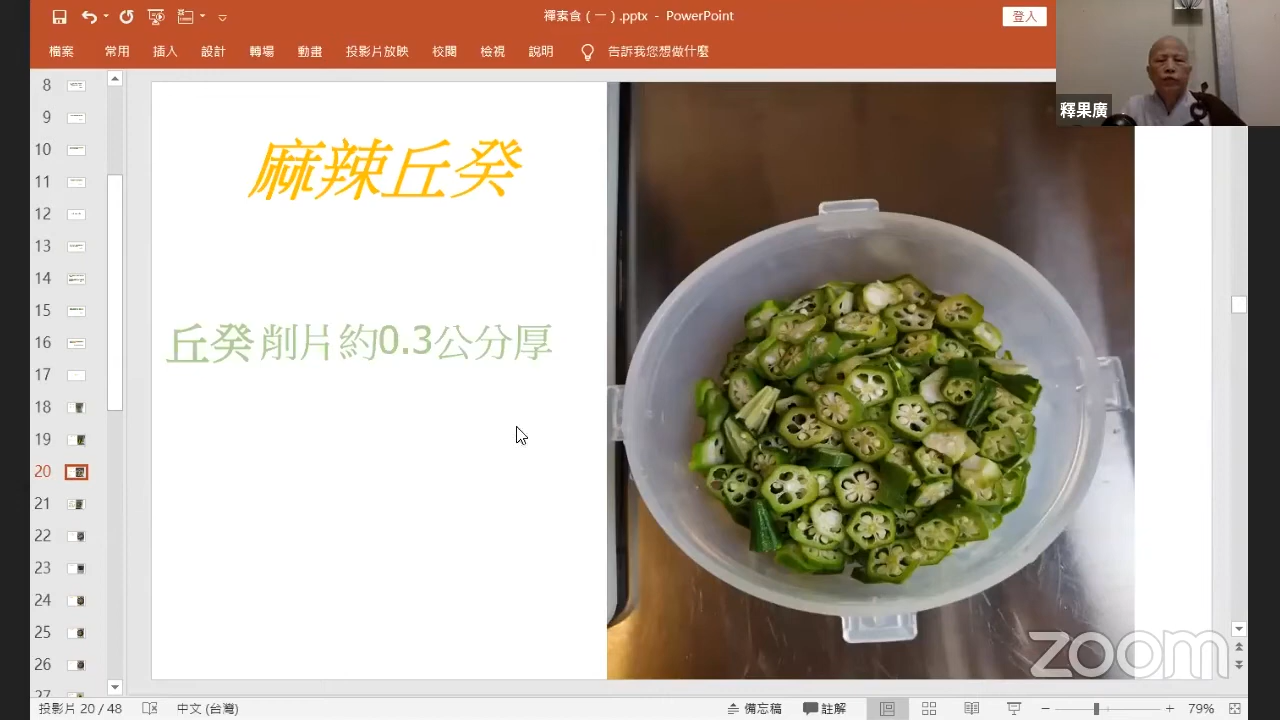 禪素食 ( 一 ) .pptx - PowerPoint
登入
檔案 常用 插入 設計 轉場 動畫 投影片放映 校閱 檢視 說明 告訴我您想做什麼
釋果廣
8
9
10
11
12
13
14
15
16
17
18
19
20
21
22
23
24
25
26
27
麻辣丘癸
丘癸削片約0.3公分厚
zoom
投影片 20 / 48 中文 (台灣) 備忘稿 註解 79%